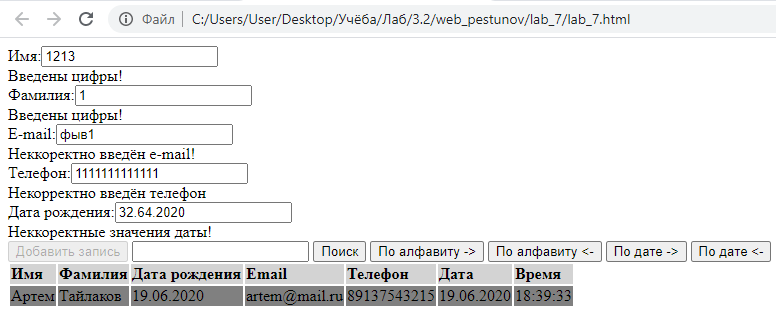 Файл C:/Users/User/Desktop/Учёба/Лаб/3.2/web_pestunov/lab_7/lab_7.html
Имя: 1213
Введены цифры!
Фамилия: 1
Введены цифры!
E-mail: фыв1
Неккоректно введён e-mail!
Телефон: 1111111111111
Некорректно введён телефон
Дата рождения: 32.64.2020
Неккоректные значения даты!
Добавить запись Поиск По алфавиту -> По алфавиту <- По дате -> По дате <-
Имя Фамилия Дата рождения Email Телефон Дата Время
Артем Тайлаков 19.06.2020 artem@mail.ru 89137543215 19.06.2020 18:39:33